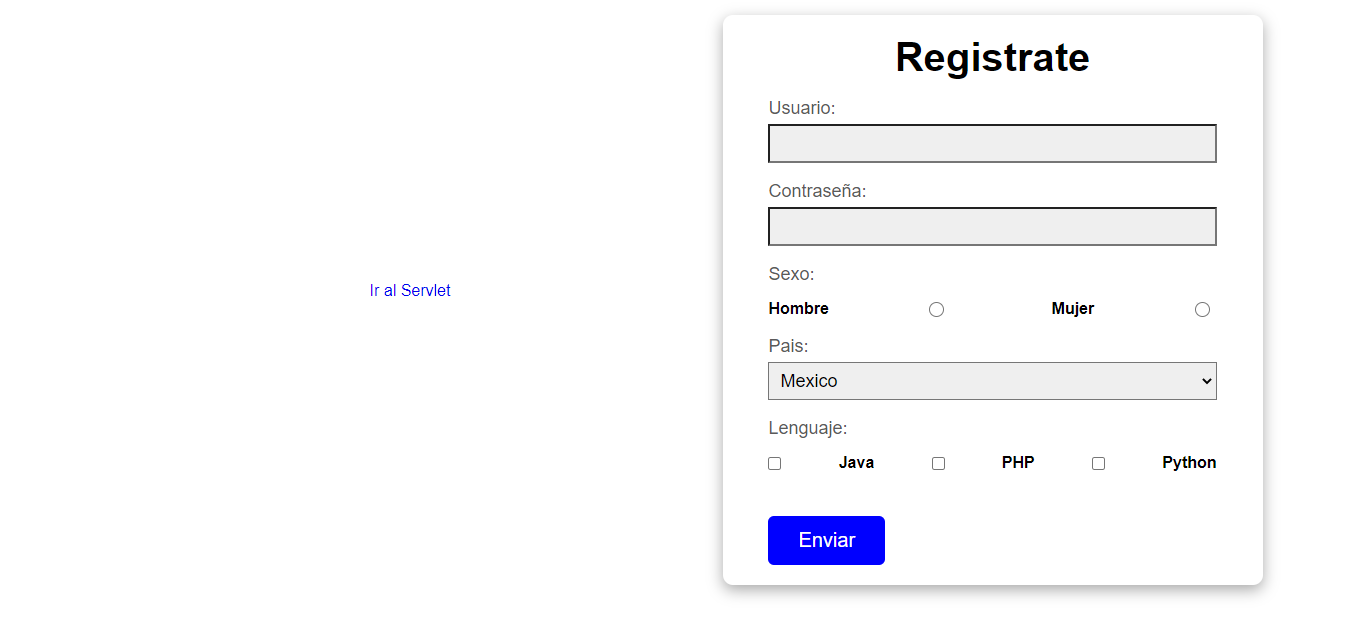 Registrate
Usuario:
Contraseña:
Sexo:
Hombre Mujer
Ir al Servlet
Pais:
Mexico
Lenguaje:
Java PHP Python
Enviar